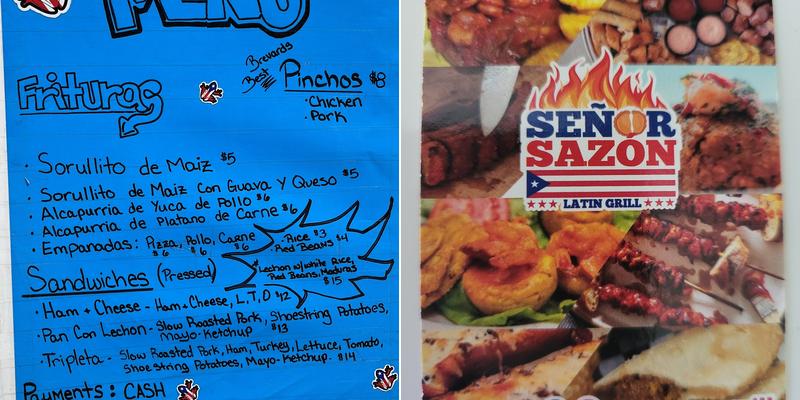 MENU
Frituras
Brevards
Best
Pinchos $8
· Chicken
· Pork
· Sorullito de Maiz $5
· Sorullito de Maiz Con Guava Y Queso $5
· Alcapurria de Yuca de Pollo $6
· Alcapurria de Platano de Carne $6
· Empanadas: Pizza, Pollo, Carne
$6 $6 $6
· Rice $3
Red Beans $4
· Lechon w/white Rice,
Red Beans, Maduros
$15
Sandwiches (Pressed)
· Ham + Cheese - Ham + Cheese, L, T, O $12
· Pan Con Lechon - Slow Roasted Pork, Shoestring Potatoes,
Mayo-Ketchup $13
· Tripleta - Slow Roasted Pork, Ham, Turkey, Lettuce, Tomato,
Shoe String Potatoes, Mayo-Ketchup. $14
Payments: CASH
SEÑOR
SAZON
LATIN GRILL